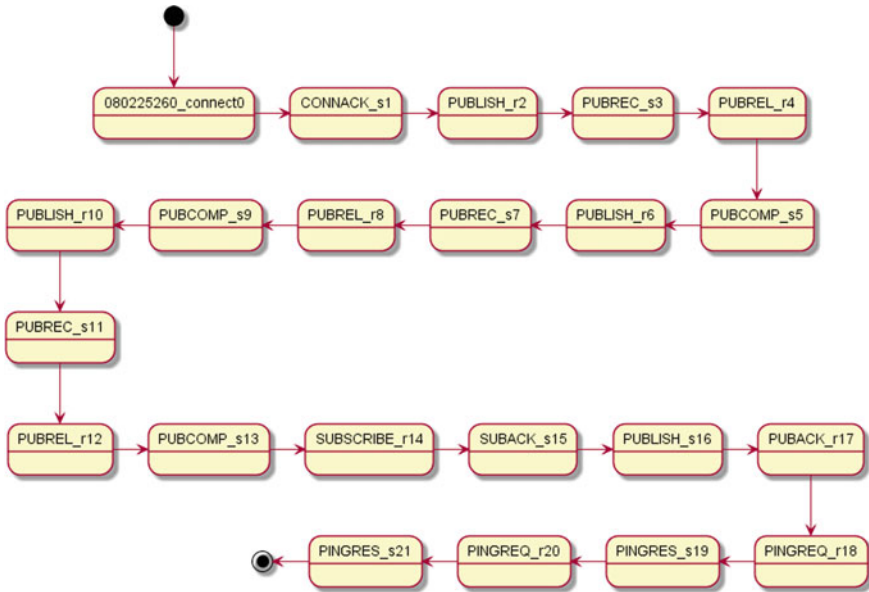 080225260_connect0
CONNACK_s1
PUBLISH_r2
PUBREC_s3
PUBREL_r4
PUBCOMP_s5
PUBLISH_r6
PUBREC_s7
PUBREL_r8
PUBCOMP_s9
PUBLISH_r10
PUBREC_s11
PUBREL_r12
PUBCOMP_s13
SUBSCRIBE_r14
SUBACK_s15
PUBLISH_s16
PUBACK_r17
PINGREQ_r18
PINGRES_s19
PINGREQ_r20
PINGRES_s21